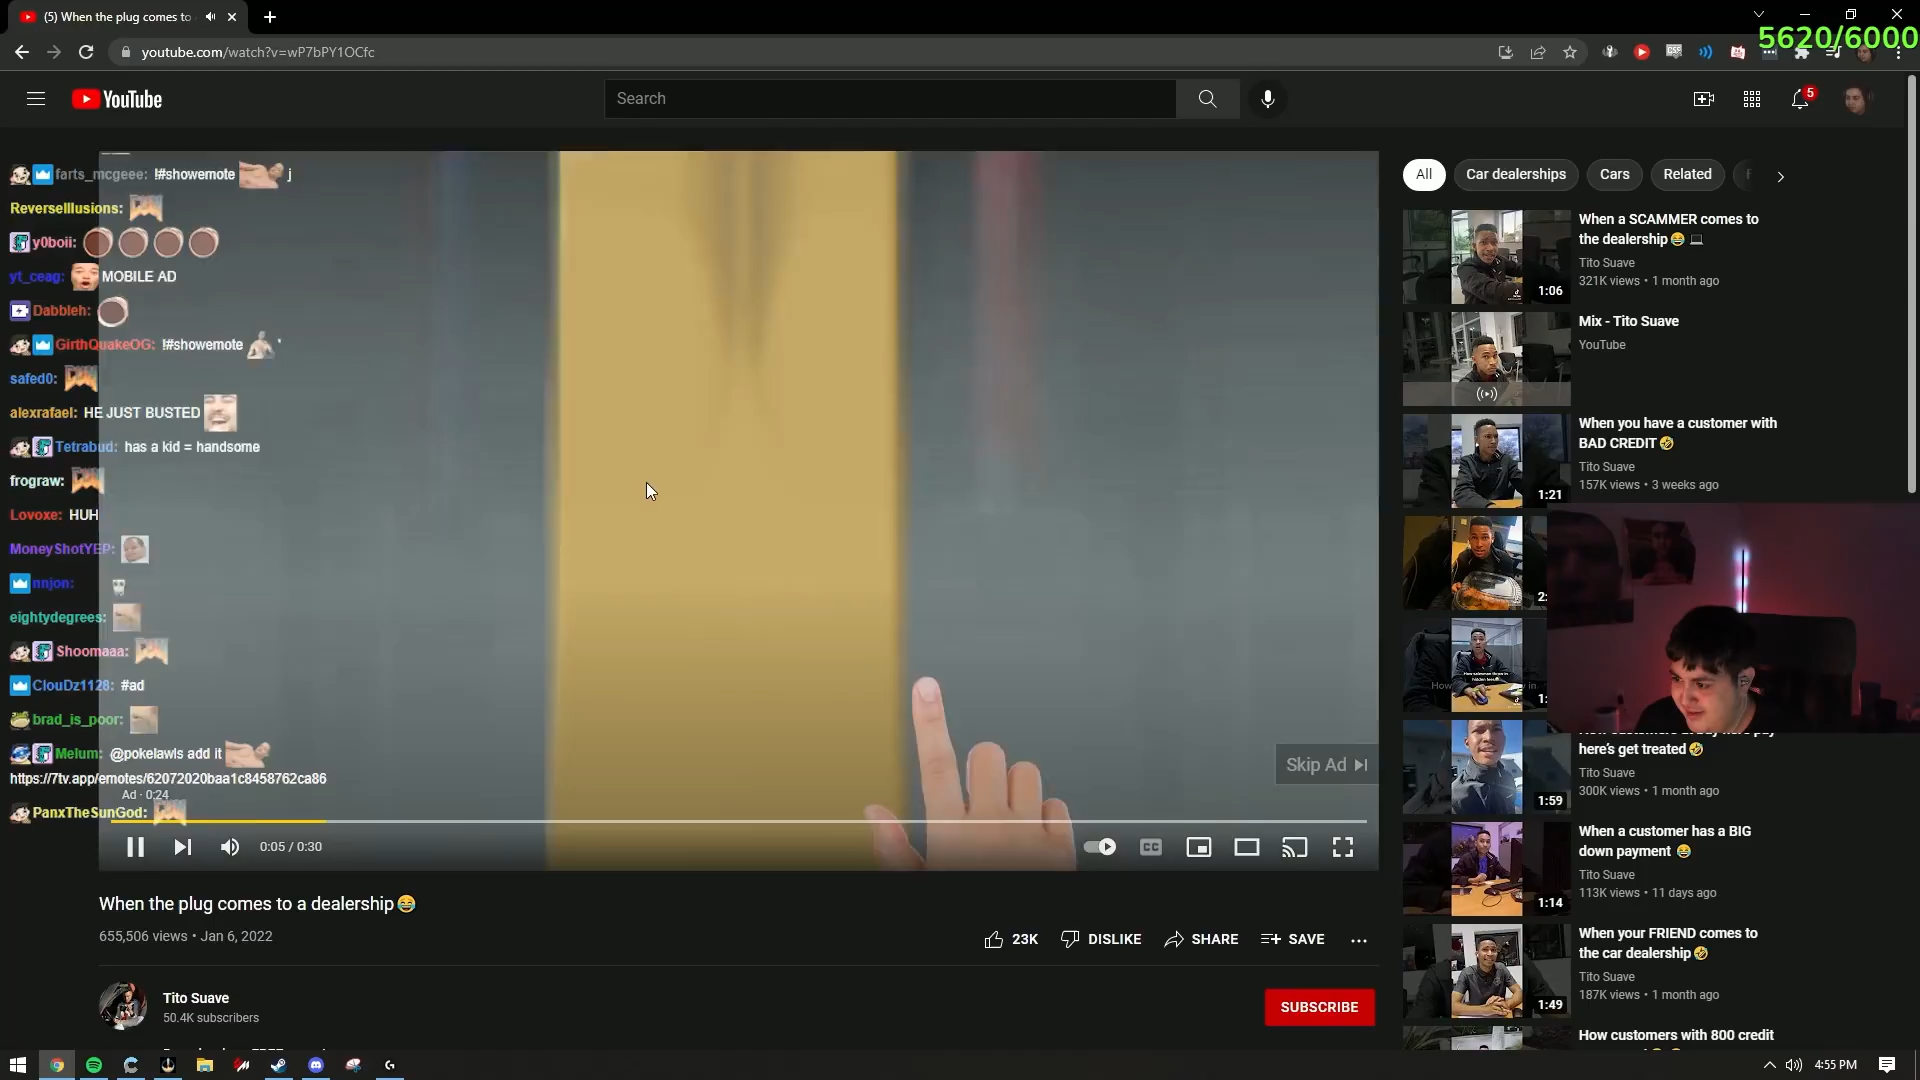 (5) When the plug comes to
5620/6000
youtube.com/watch?v=wP7bPY1OCfc
YouTube
Search
5
farts_mcgeee: !#showemote j
ReverseIllusions:
y0boii:
yt_ceag: MOBILE AD
Dabbleh:
GirthQuakeOG: !#showemote '
safed0:
alexrafael: HE JUST BUSTED
Tetrabud: has a kid = handsome
frograw:
Lovoxe: HUH
MoneyShotYEP:
nnjon:
eightydegrees:
Shoomaaa:
ClouDz1128: #ad
brad_is_poor:
Melum: @pokelawls add it
https://7tv.app/emotes/62072020baa1c8458762ca86
Ad · 0:24
PanxTheSunGod:
Skip Ad
0:05 / 0:30
CC
When the plug comes to a dealership😂
655,506 views • Jan 6, 2022
23K
DISLIKE
SHARE
SAVE
Tito Suave
50.4K subscribers
SUBSCRIBE
All
Car dealerships
Cars
Related
When a SCAMMER comes to
the dealership😂 💻
Tito Suave
321K views • 1 month ago
1:06
Mix - Tito Suave
YouTube
When you have a customer with
BAD CREDIT🤣
Tito Suave
157K views • 3 weeks ago
1:21
2:
1:
here's get treated🤣
Tito Suave
300K views • 1 month ago
1:59
When a customer has a BIG
down payment 😂
Tito Suave
113K views • 11 days ago
1:14
When your FRIEND comes to
the car dealership🤣
Tito Suave
187K views • 1 month ago
1:49
How customers with 800 credit
4:55 PM